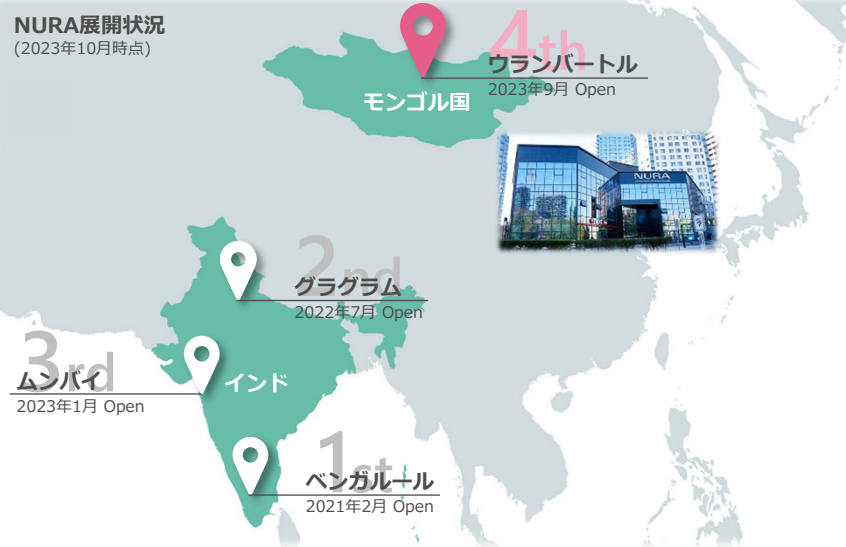 NURA展開状況
(2023年10月時点)
4th
ウランバートル
2023年9月 Open
モンゴル国
NURA
2nd
グラグラム
2022年7月 Open
3rd
ムンバイ
2023年1月 Open
インド
1st
ベンガルール
2021年2月 Open